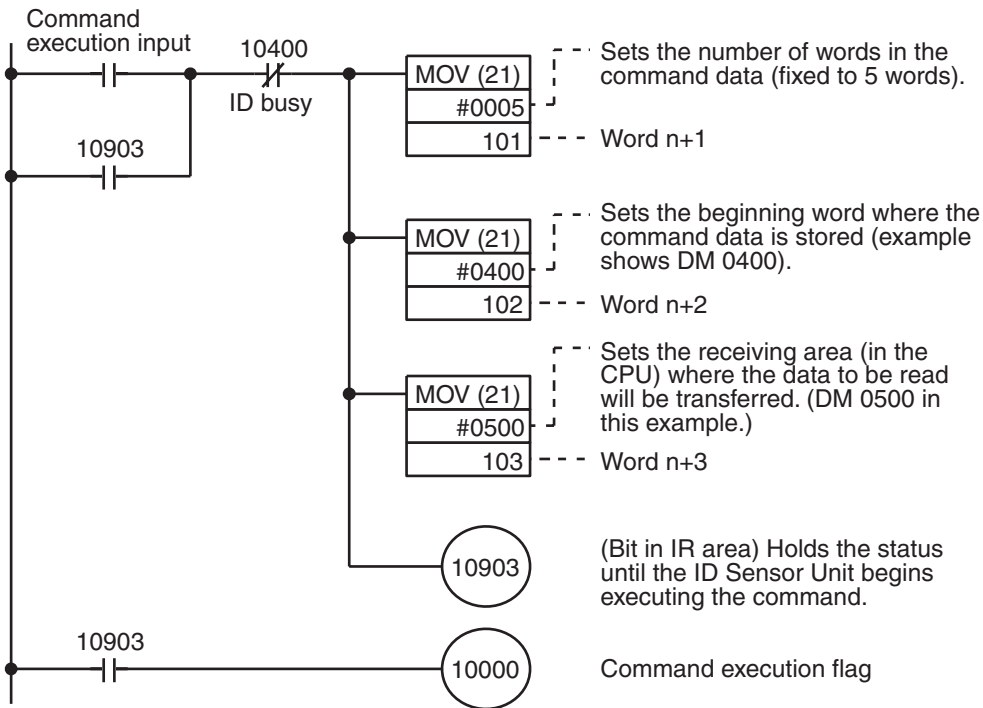 Command
execution input
10400
ID busy
MOV (21)
#0005
101
Sets the number of words in the
command data (fixed to 5 words).
Word n+1
10903
MOV (21)
#0400
102
Sets the beginning word where the
command data is stored (example
shows DM 0400).
Word n+2
MOV (21)
#0500
103
Sets the receiving area (in the
CPU) where the data to be read
will be transferred. (DM 0500 in
this example.)
Word n+3
10903
(Bit in IR area) Holds the status
until the ID Sensor Unit begins
executing the command.
10903
10000
Command execution flag